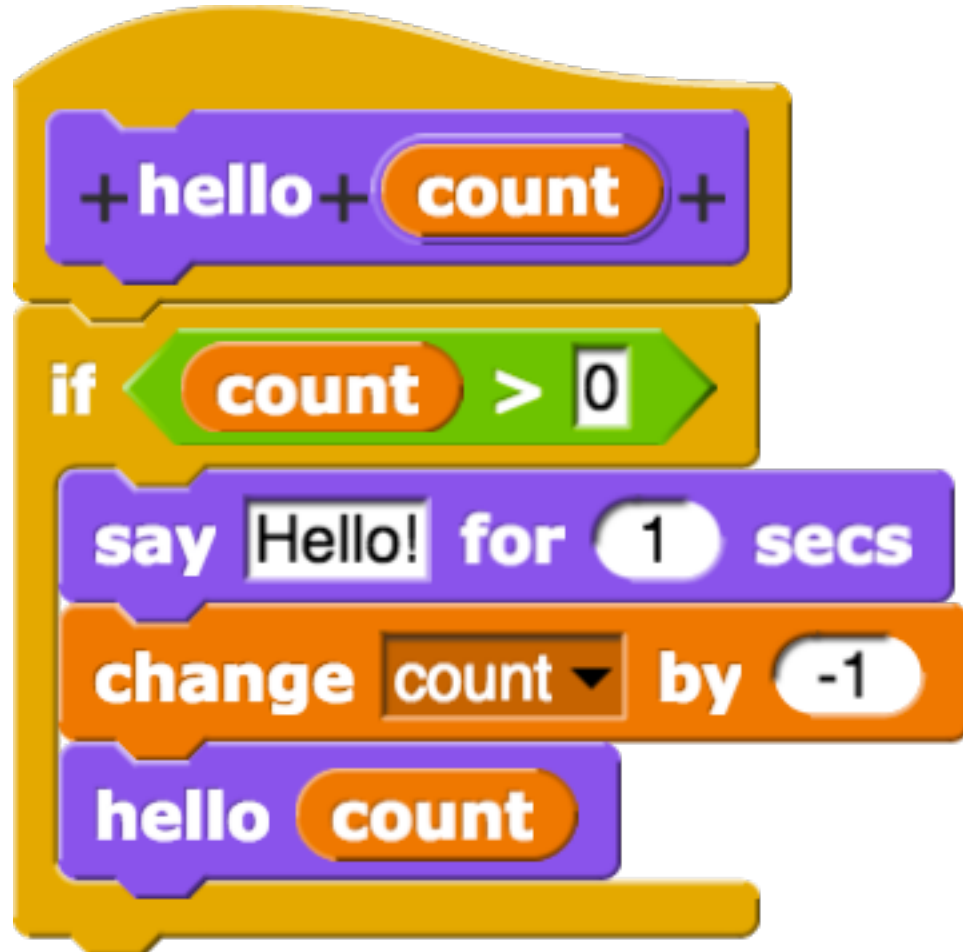 + hello + count +
if count > 0
say Hello! for 1 secs
change count by -1
hello count